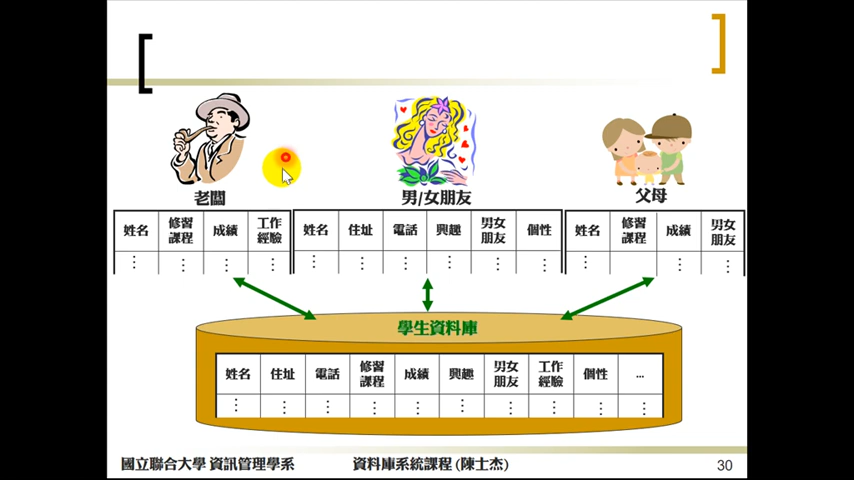 老闆
男/女朋友
父母
姓名 修習課程 成績 工作經驗
姓名 住址 電話 興趣 男女朋友 個性
姓名 修習課程 成績 男女朋友
學生資料庫
姓名 住址 電話 修習課程 成績 興趣 男女朋友 工作經驗 個性 ...
國立聯合大學 資訊管理學系 資料庫系統課程 (陳士杰) 30